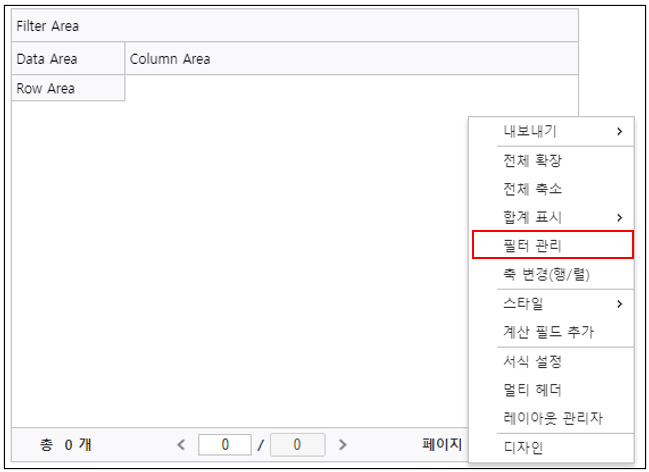 Filter Area
Data Area Column Area
Row Area
내보내기
전체 확장
전체 축소
합계 표시
필터 관리
축 변경(행/렬)
스타일
계산 필드 추가
서식 설정
멀티 헤더
레이아웃 관리자
디자인
총 0 개 < 0 / 0 > 페이지